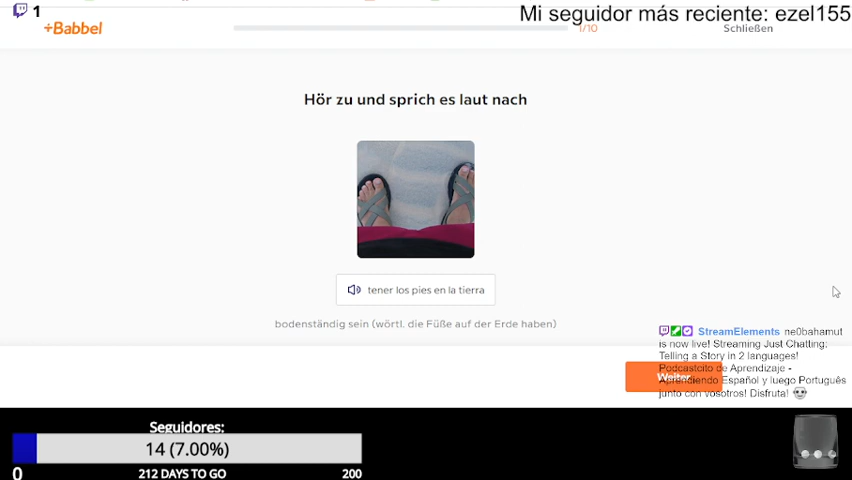 1
Mi seguidor más reciente: ezel155
÷Babbel
1/10
Schließen
Hör zu und sprich es laut nach
tener los pies en la tierra
bodenständig sein (wörtl. die Füße auf der Erde haben)
StreamElements ne0bahamut
is now live! Streaming Just Chatting:
Telling a Story in 2 languages!
Podcastcito de Aprendizaje -
Aprendiendo Español y luego Português
junto con vosotros! Disfruta!
Weiter
Seguidores:
14 (7.00%)
0
212 DAYS TO GO
200